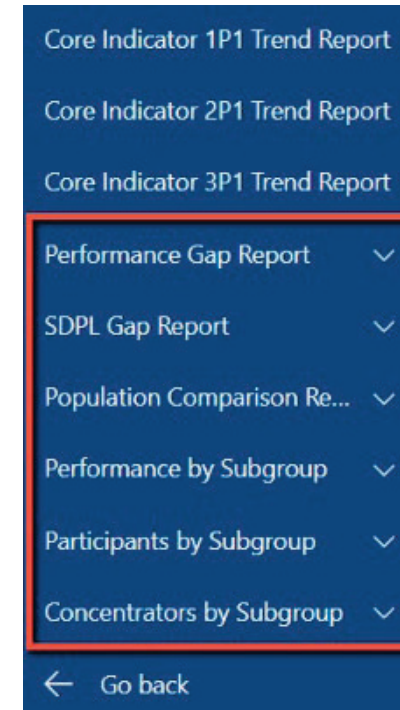 Core Indicator 1P1 Trend Report
Core Indicator 2P1 Trend Report
Core Indicator 3P1 Trend Report
Performance Gap Report
SDPL Gap Report
Population Comparison Re...
Performance by Subgroup
Participants by Subgroup
Concentrators by Subgroup
Go back